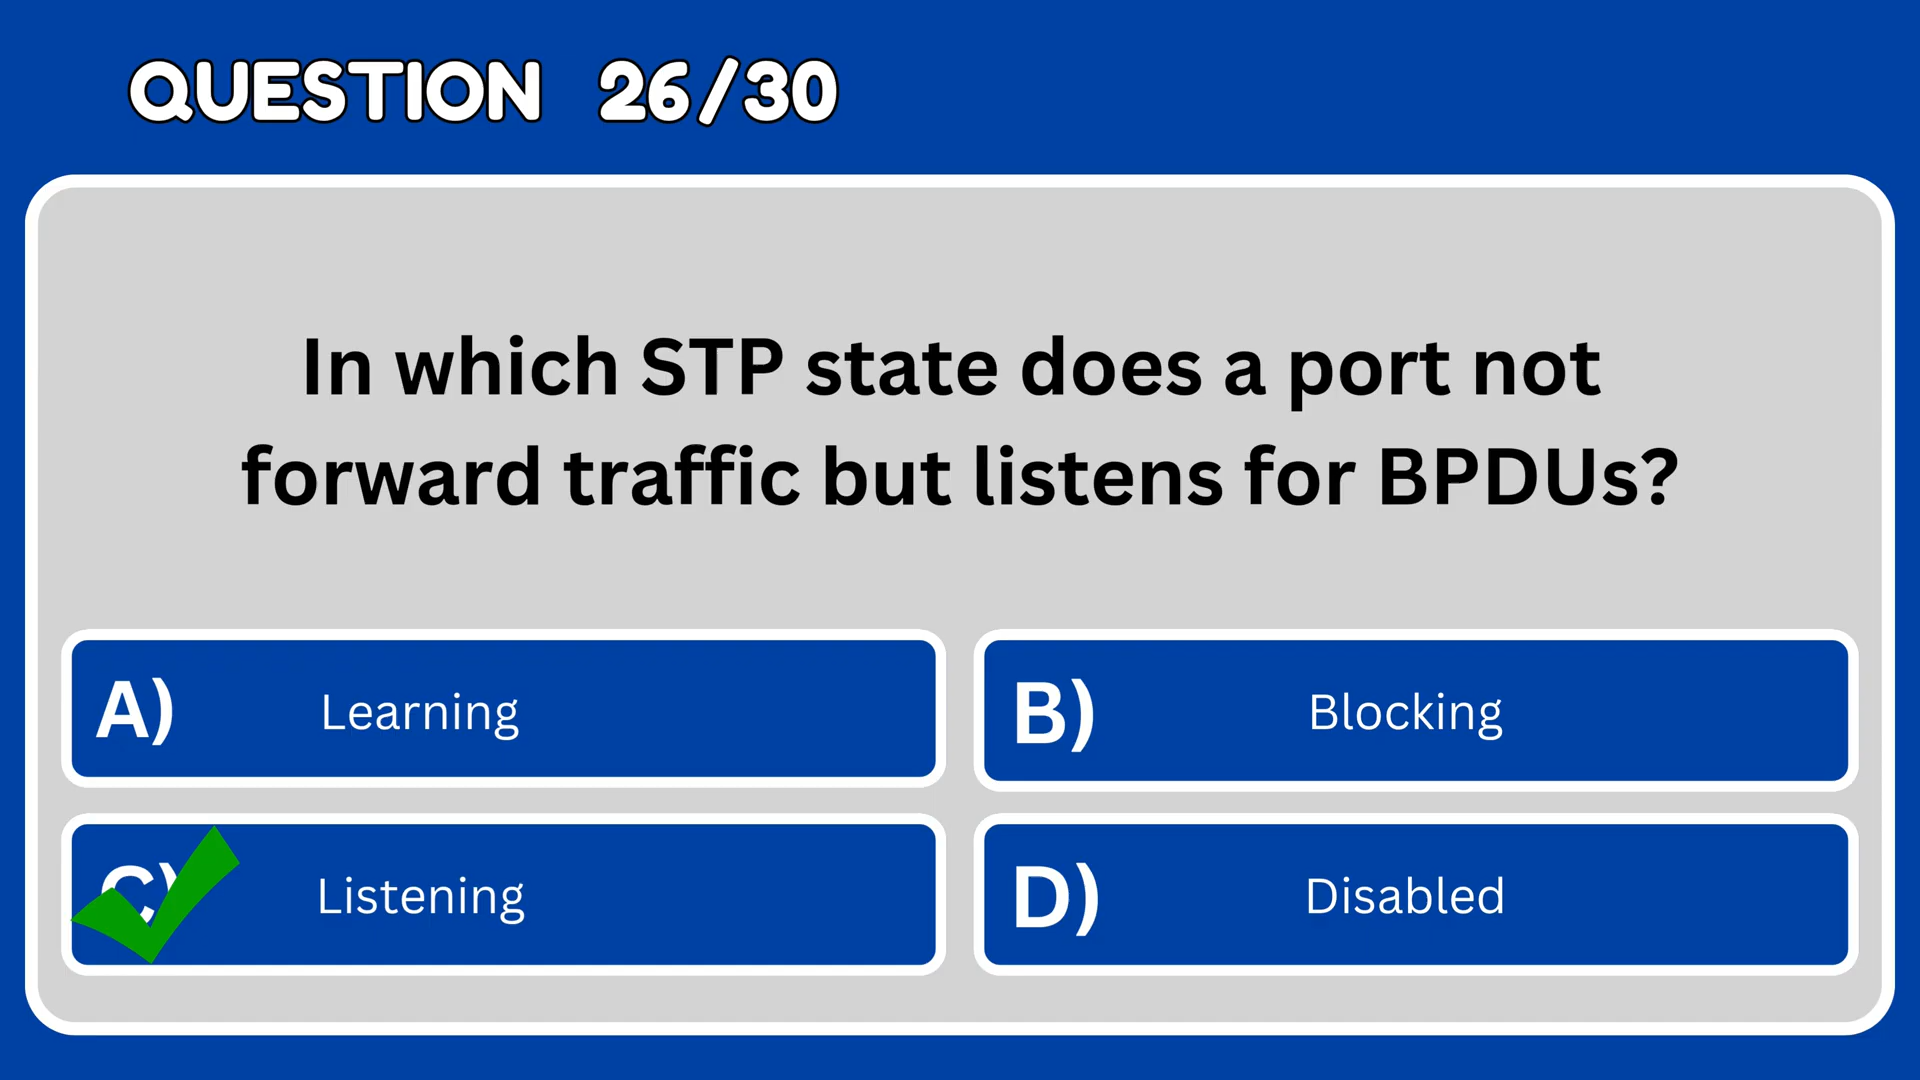 QUESTION 26/30
In which STP state does a port not
forward traffic but listens for BPDUs?
A) Learning
B) Blocking
C) Listening
D) Disabled